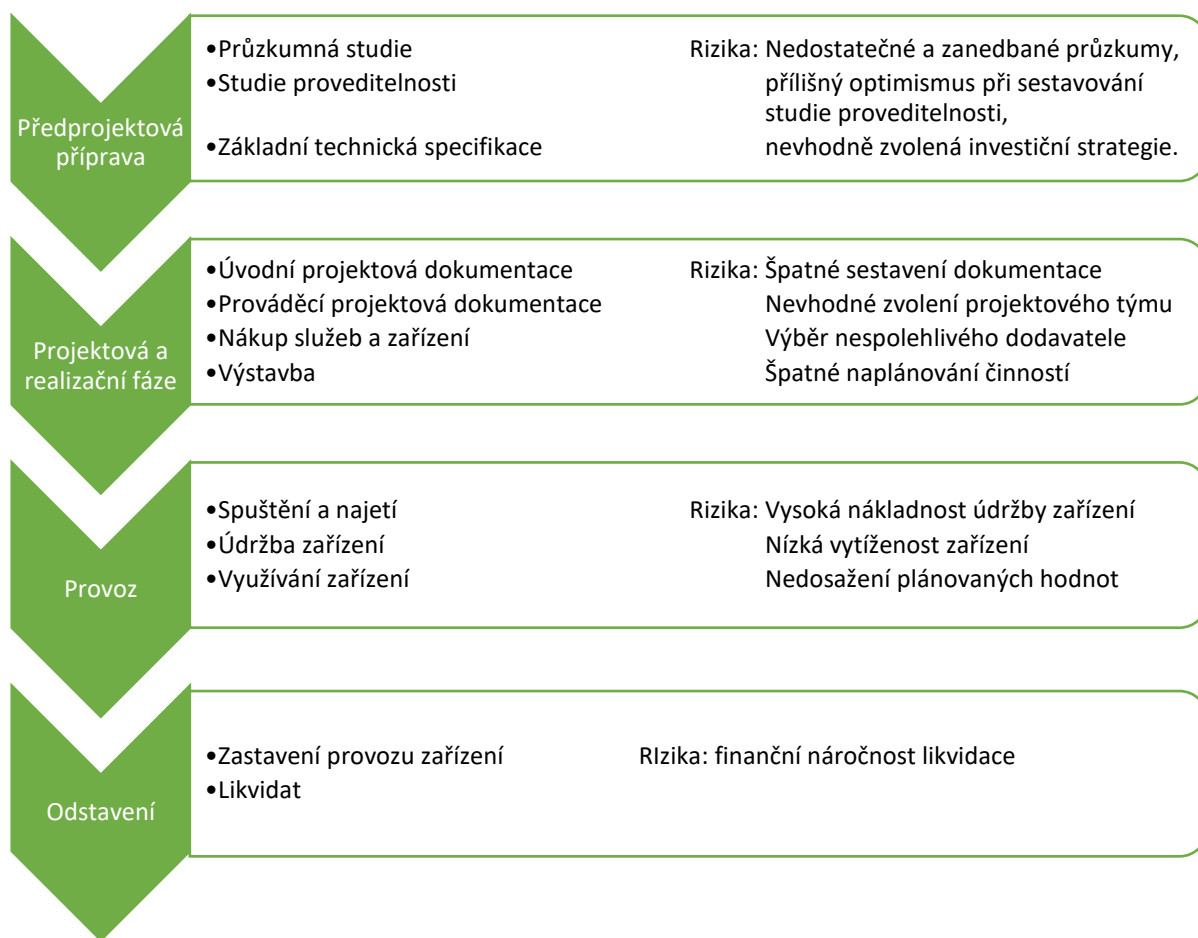 Předprojektová
příprava
•Průzkumná studie Rizika: Nedostatečné a zanedbané průzkumy,
•Studie proveditelnosti přílišný optimismus při sestavování
studie proveditelnosti,
•Základní technická specifikace nevhodně zvolená investiční strategie.
Projektová a
realizační fáze
•Úvodní projektová dokumentace Rizika: Špatné sestavení dokumentace
•Prováděcí projektová dokumentace Nevhodné zvolení projektového týmu
•Nákup služeb a zařízení Výběr nespolehlivého dodavatele
•Výstavba Špatné naplánování činností
Provoz
•Spuštění a najetí Rizika: Vysoká nákladnost údržby zařízení
•Údržba zařízení Nízká vytíženost zařízení
•Využívání zařízení Nedosažení plánovaných hodnot
Odstavení
•Zastavení provozu zařízení RIzika: finanční náročnost likvidace
•Likvidat